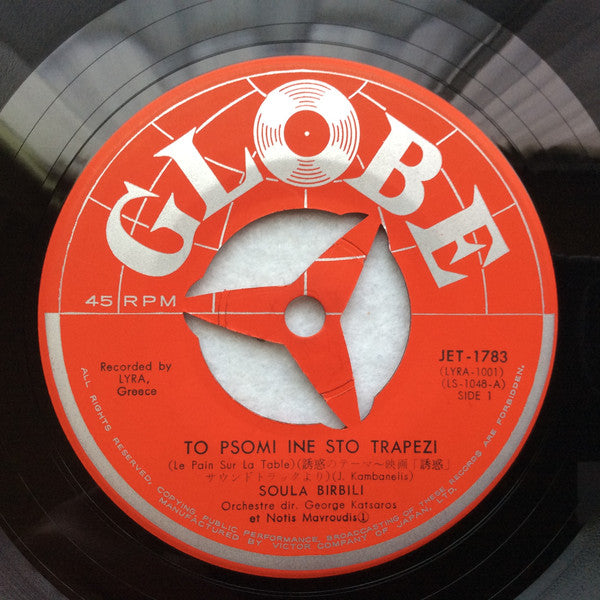 GLOBE
45 RPM
Recorded by
LYRA,
Greece
JET-1783
(LYRA-1001)
(LS-1048-A)
SIDE 1
TO PSOMI INE STO TRAPEZI
(Le Pain Sur La Table)(誘惑のテーマ～映画「誘惑」
サウンドトラックより)(J. Kambanelis)
SOULA BIRBILI
Orchestre dir. George Katsaros
et Notis Mavroudis①
ALL RIGHTS RESERVED. COPYING, PUBLIC PERFORMANCE, BROADCASTING OF THESE RECORDS ARE FORBIDDEN.
MANUFACTURED BY VICTOR COMPANY OF JAPAN, LTD.